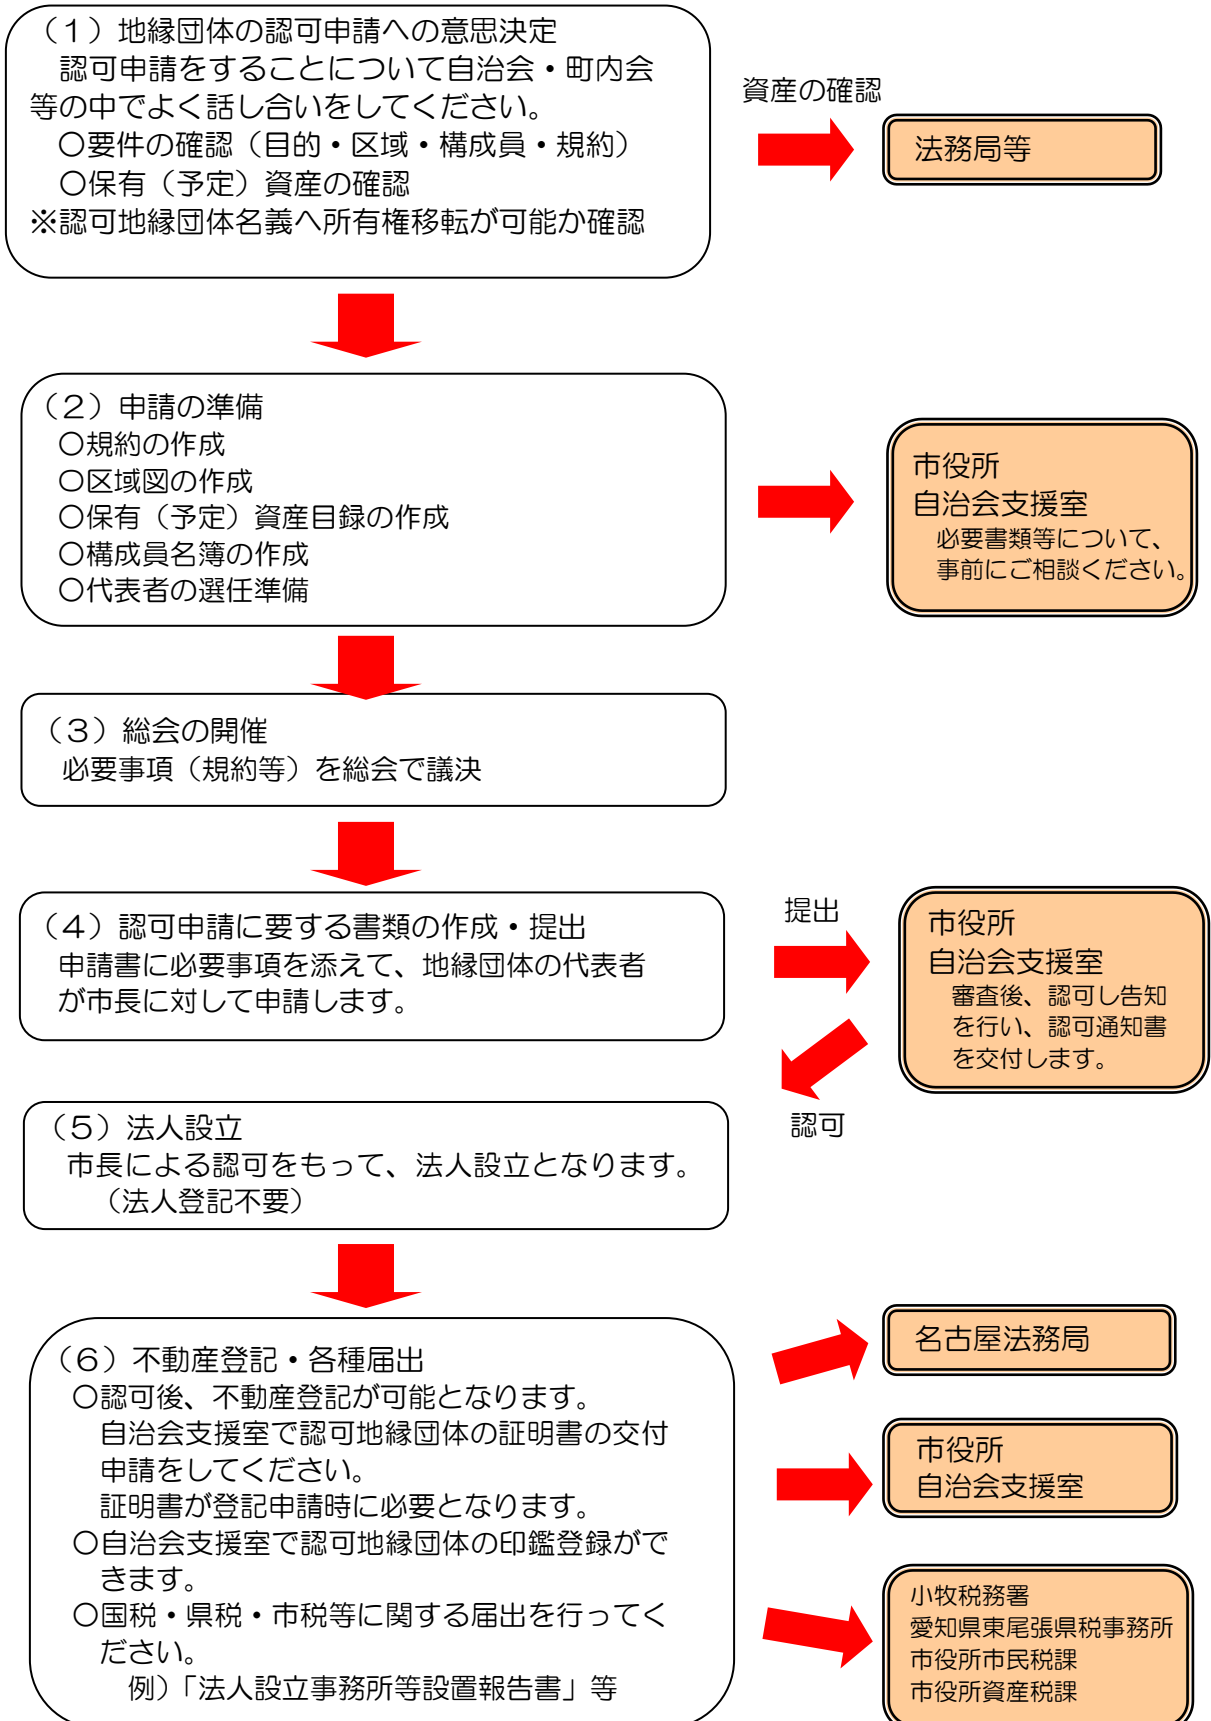 （１）地縁団体の認可申請への意思決定
認可申請をすることについて自治会・町内会
等の中でよく話し合いをしてください。
〇要件の確認（目的・区域・構成員・規約）
〇保有（予定）資産の確認
※認可地縁団体名義へ所有権移転が可能か確認
資産の確認
法務局等
（２）申請の準備
〇規約の作成
〇区域図の作成
〇保有（予定）資産目録の作成
〇構成員名簿の作成
〇代表者の選任準備
市役所
自治会支援室
必要書類等について、
事前にご相談ください。
（３）総会の開催
必要事項（規約等）を総会で議決
（４）認可申請に要する書類の作成・提出
申請書に必要事項を添えて、地縁団体の代表者
が市長に対して申請します。
提出
市役所
自治会支援室
審査後、認可し告知
を行い、認可通知書
を交付します。
認可
（５）法人設立
市長による認可をもって、法人設立となります。
（法人登記不要）
（６）不動産登記・各種届出
〇認可後、不動産登記が可能となります。
自治会支援室で認可地縁団体の証明書の交付
申請をしてください。
証明書が登記申請時に必要となります。
〇自治会支援室で認可地縁団体の印鑑登録がで
きます。
〇国税・県税・市税等に関する届出を行ってく
ださい。
例）「法人設立事務所等設置報告書」等
名古屋法務局
市役所
自治会支援室
小牧税務署
愛知県東尾張県税事務所
市役所市民税課
市役所資産税課